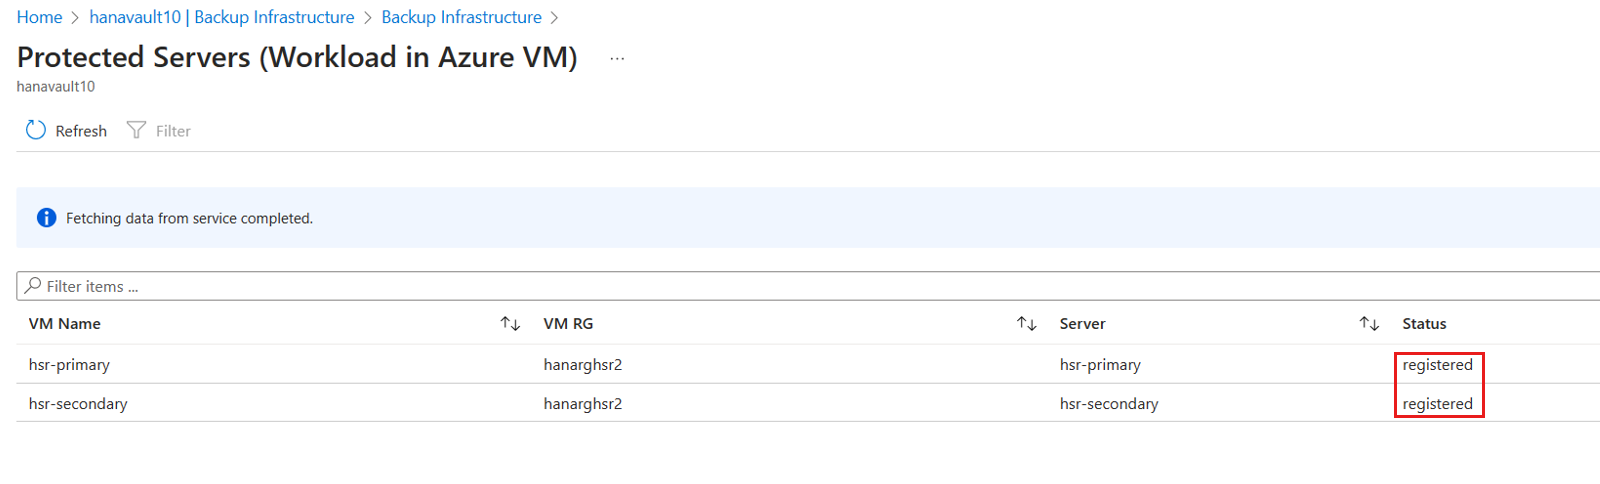 Home > hanavault10 | Backup Infrastructure > Backup Infrastructure >
Protected Servers (Workload in Azure VM) ...
hanavault10
Refresh Filter
Fetching data from service completed.
Filter items ...
VM Name ↑↓ VM RG ↑↓ Server ↑↓ Status
hsr-primary hanarghsr2 hsr-primary registered
hsr-secondary hanarghsr2 hsr-secondary registered